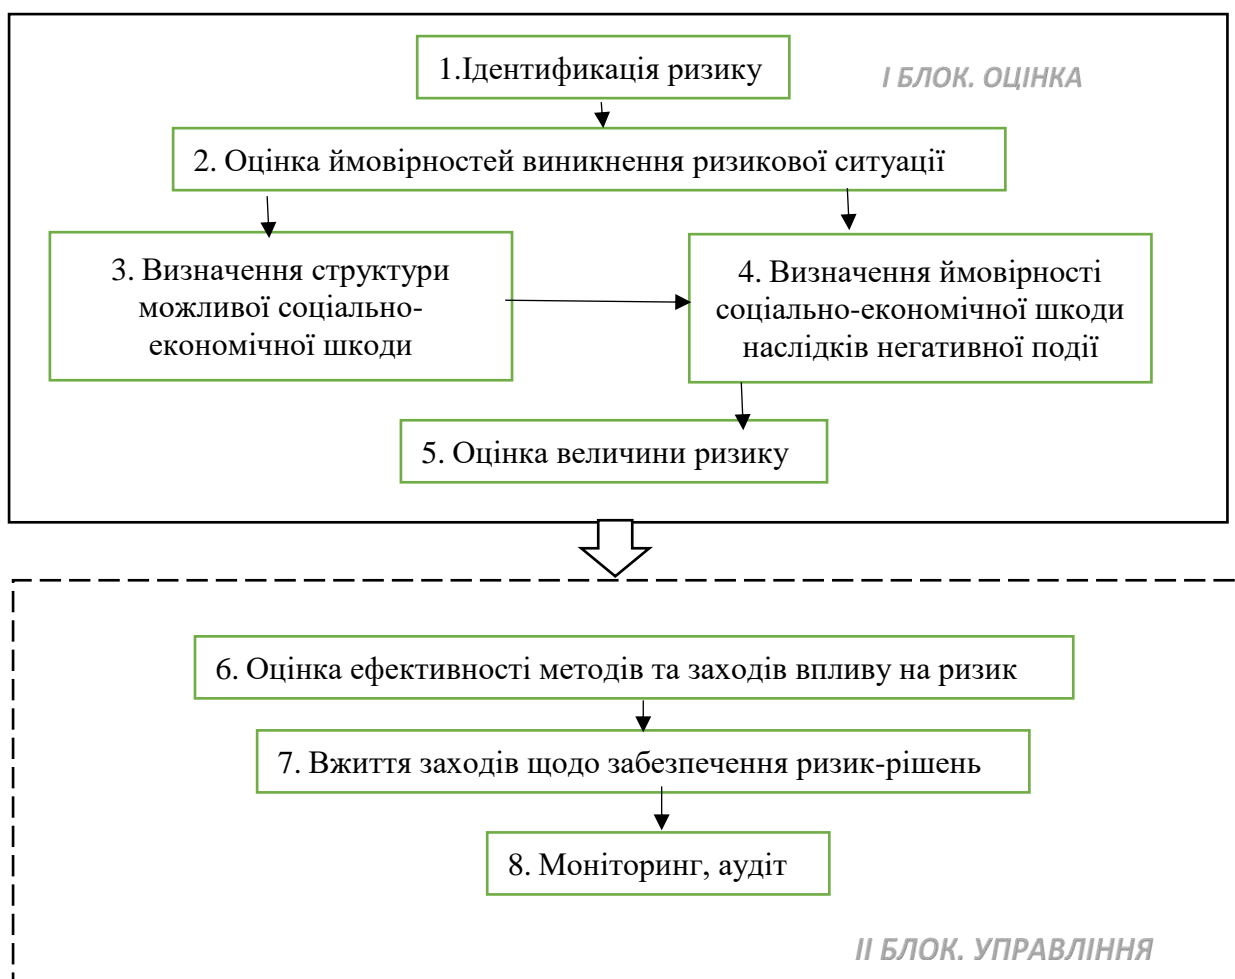 1.Ідентифікація ризику
І БЛОК. ОЦІНКА
2. Оцінка ймовірностей виникнення ризикової ситуації
3. Визначення структури
можливої соціально-
економічної шкоди
4. Визначення ймовірності
соціально-економічної шкоди
наслідків негативної події
5. Оцінка величини ризику
6. Оцінка ефективності методів та заходів впливу на ризик
7. Вжиття заходів щодо забезпечення ризик-рішень
8. Моніторинг, аудіт
ІІ БЛОК. УПРАВЛІННЯ